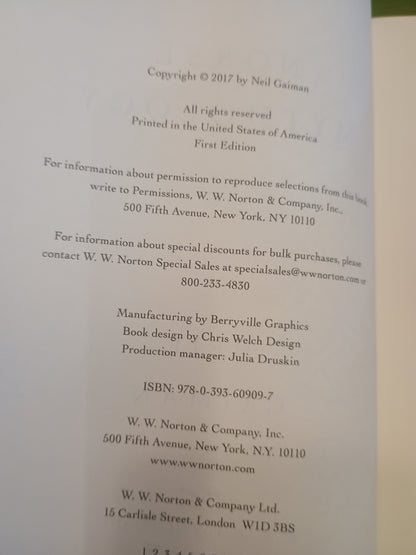 Copyright © 2017 by Neil Gaiman
All rights reserved
Printed in the United States of America
First Edition
For information about permission to reproduce selections from this book,
write to Permissions, W. W. Norton & Company, Inc.,
500 Fifth Avenue, New York, NY 10110
For information about special discounts for bulk purchases, please
contact W. W. Norton Special Sales at specialsales@wwnorton.com or
800-233-4830
Manufacturing by Berryville Graphics
Book design by Chris Welch Design
Production manager: Julia Druskin
ISBN: 978-0-393-60909-7
W. W. Norton & Company, Inc.
500 Fifth Avenue, New York, N.Y. 10110
www.wwnorton.com
W. W. Norton & Company Ltd.
15 Carlisle Street, London W1D 3BS
1 2 3 4 5